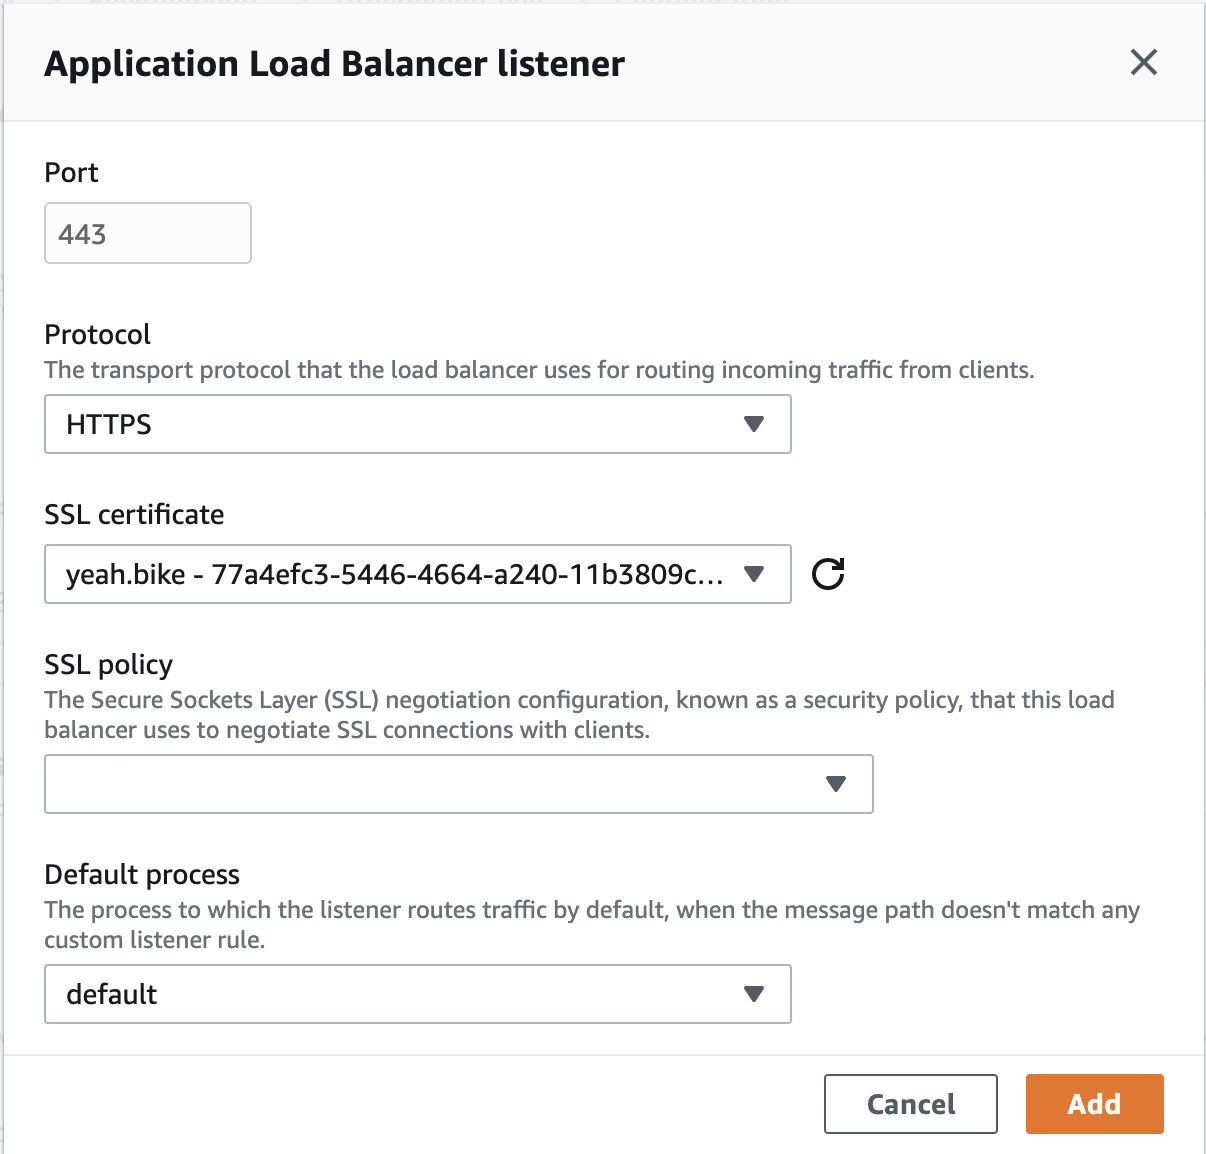 Application Load Balancer listener
Port
443
Protocol
The transport protocol that the load balancer uses for routing incoming traffic from clients.
HTTPS
SSL certificate
yeah.bike - 77a4efc3-5446-4664-a240-11b3809c...
SSL policy
The Secure Sockets Layer (SSL) negotiation configuration, known as a security policy, that this load
balancer uses to negotiate SSL connections with clients.
Default process
The process to which the listener routes traffic by default, when the message path doesn't match any
custom listener rule.
default
Cancel
Add